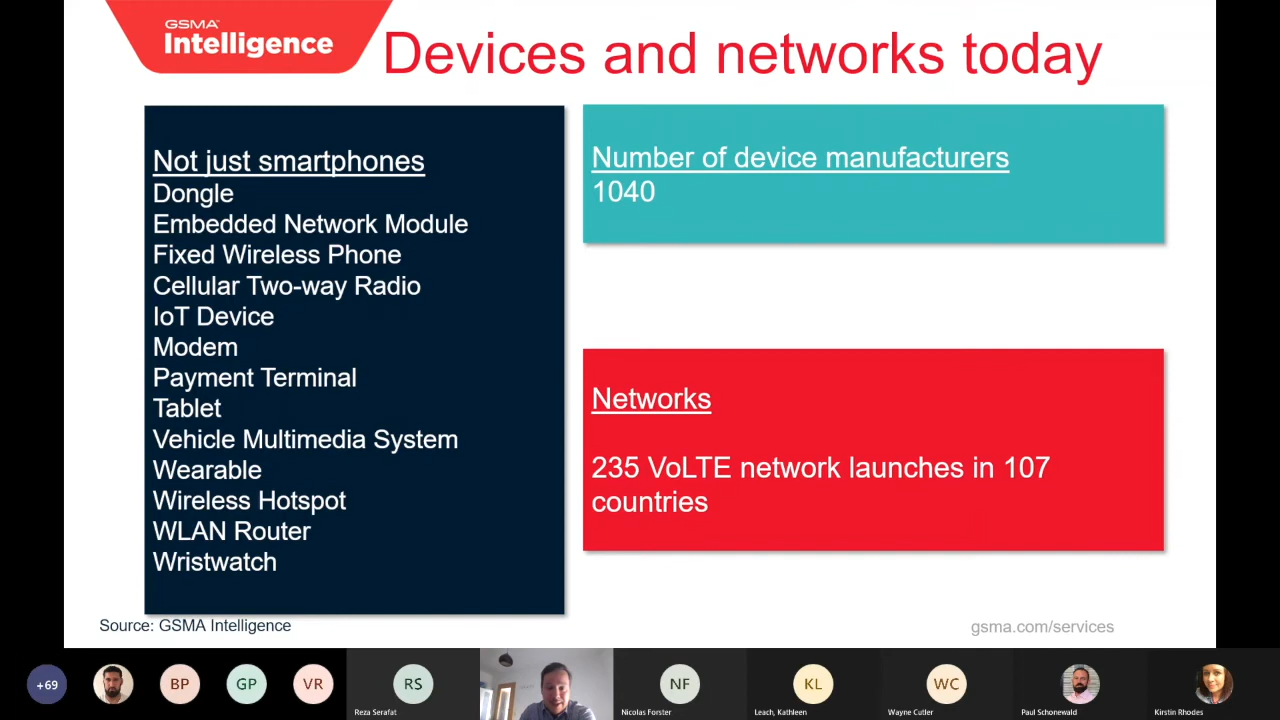 GSMA™
Intelligence
Devices and networks today
Not just smartphones
Dongle
Embedded Network Module
Fixed Wireless Phone
Cellular Two-way Radio
IoT Device
Modem
Payment Terminal
Tablet
Vehicle Multimedia System
Wearable
Wireless Hotspot
WLAN Router
Wristwatch
Number of device manufacturers
1040
Networks
235 VoLTE network launches in 107
countries
Source: GSMA Intelligence
gsma.com/services
+69
BP
GP
VR
RS
Reza Serafat
NF
Nicolas Forster
KL
Leach, Kathleen
WC
Wayne Cutler
Paul Schonewald
Kirstin Rhodes